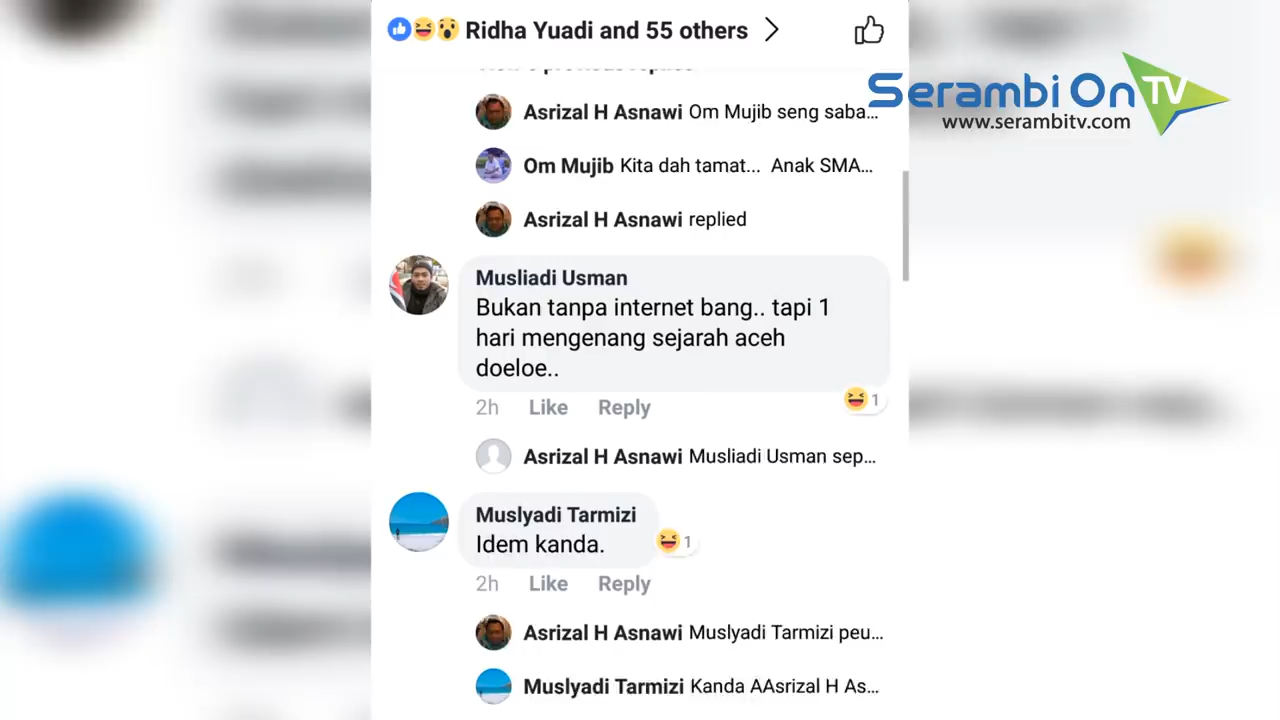 Ridha Yuadi and 55 others
Serambi On TV
www.serambitv.com
Asrizal H Asnawi Om Mujib seng saba...
Om Mujib Kita dah tamat... Anak SMA...
Asrizal H Asnawi replied
Musliadi Usman
Bukan tanpa internet bang.. tapi 1
hari mengenang sejarah aceh
doeloe..
2h Like Reply
1
Asrizal H Asnawi Musliadi Usman sep...
Muslyadi Tarmizi
Idem kanda.
1
2h Like Reply
Asrizal H Asnawi Muslyadi Tarmizi peu...
Muslyadi Tarmizi Kanda AAsrizal H As...